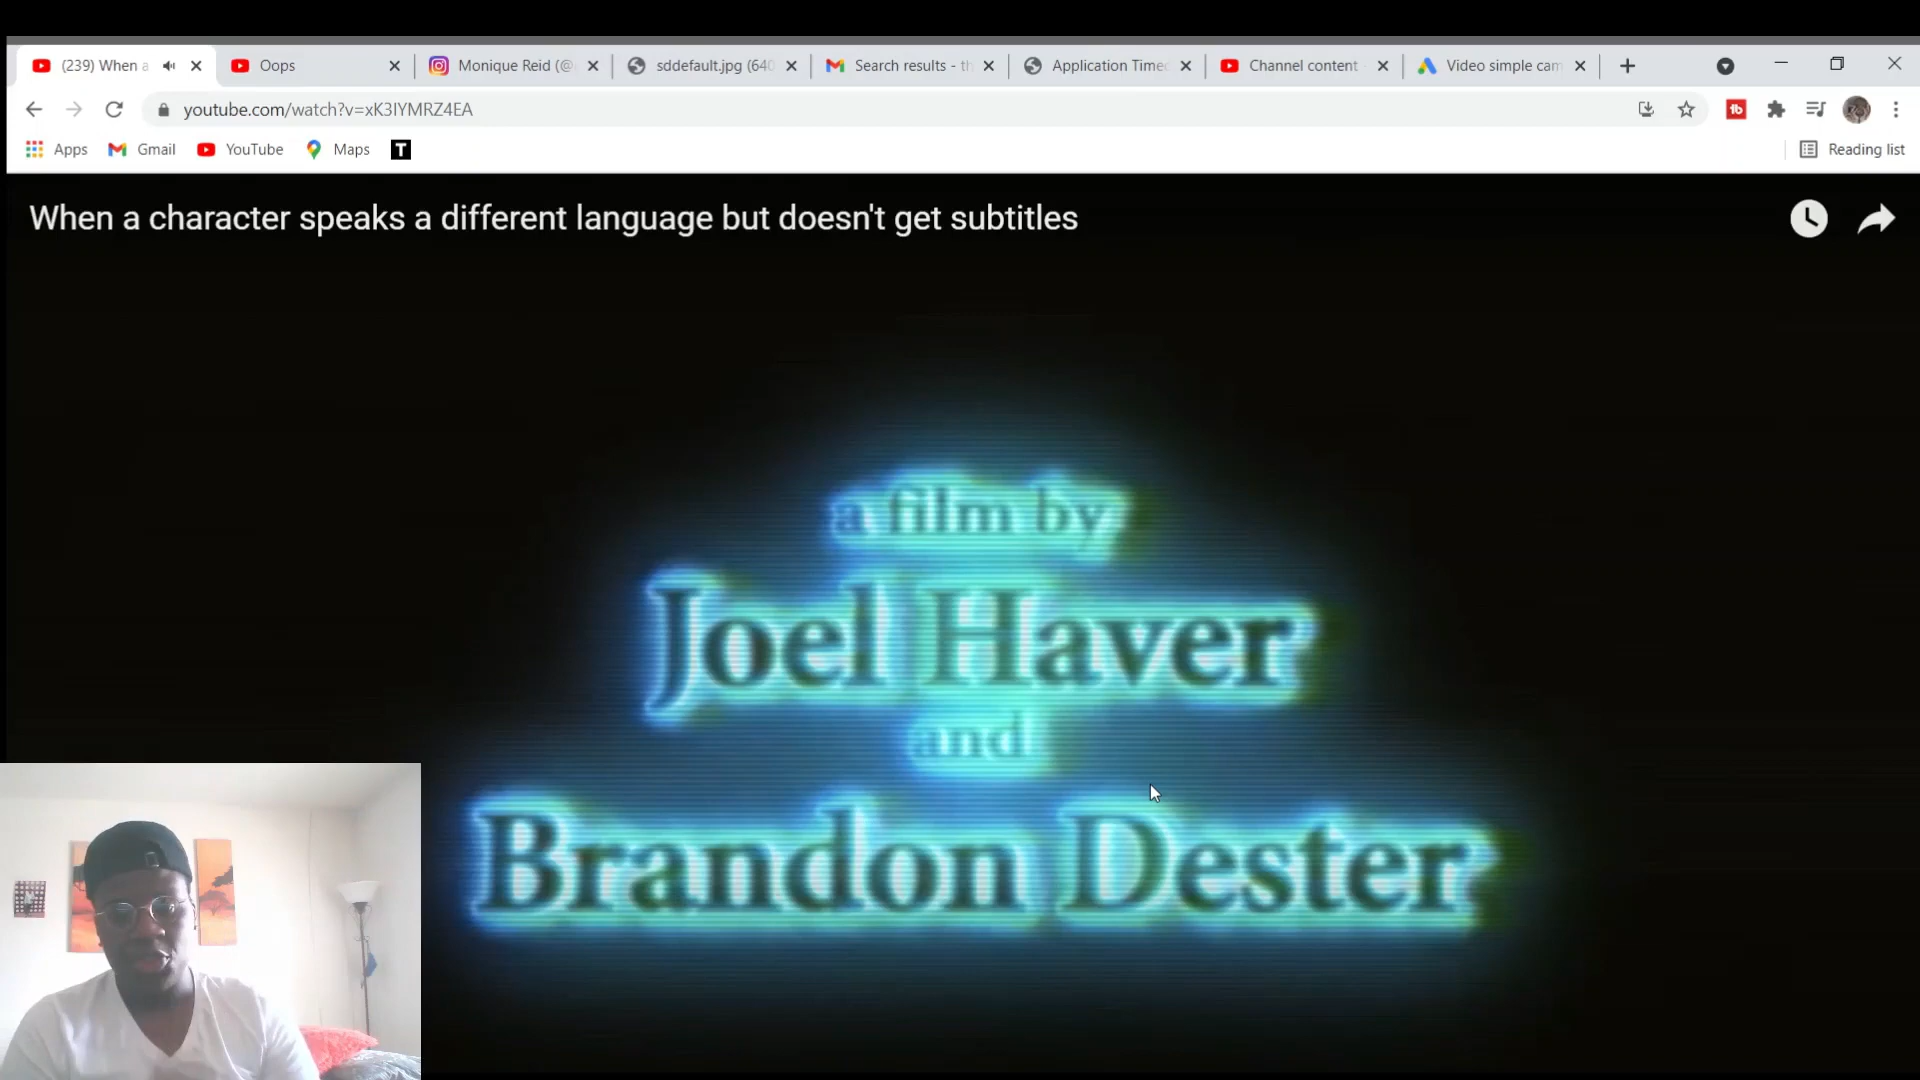 (239) When a
Oops
Monique Reid (@
sddefault.jpg (640
Search results - th
Application Timed
Channel content
Video simple cam
youtube.com/watch?v=xK3IYMRZ4EA
Apps
Gmail
YouTube
Maps
T
Reading list
When a character speaks a different language but doesn't get subtitles
a film by
Joel Haver
and
Brandon Dester